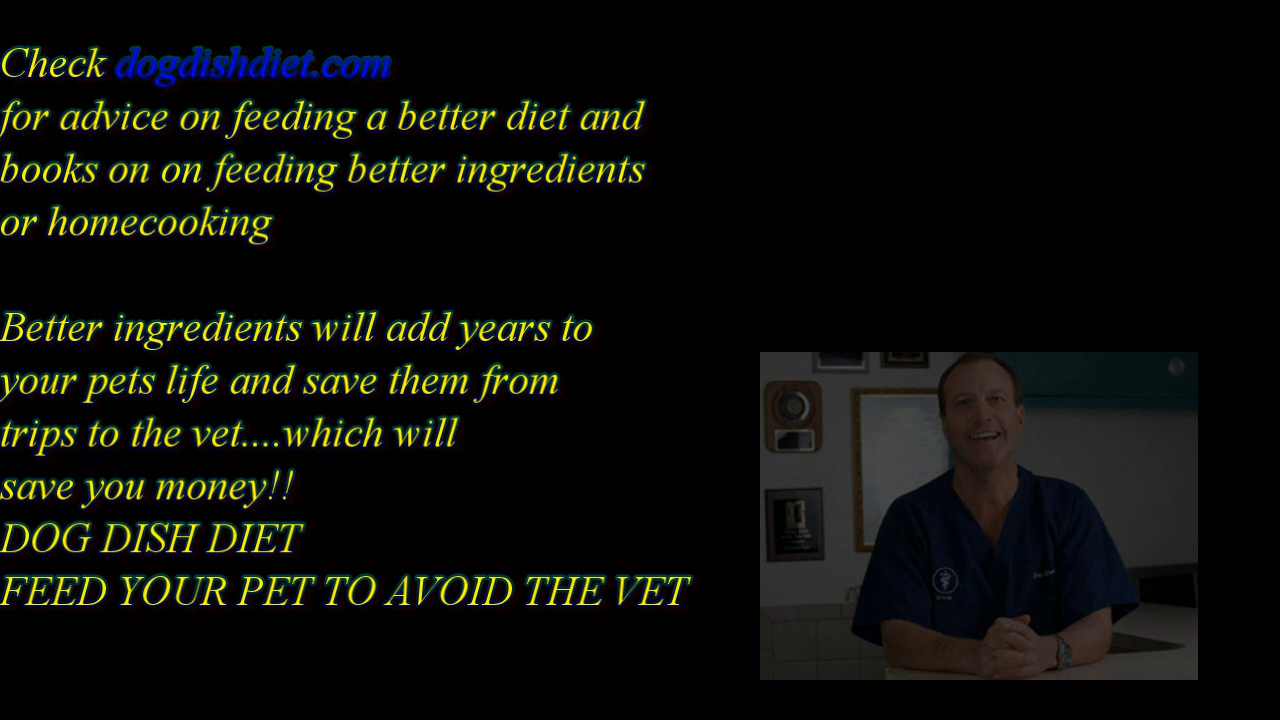 Check dogdishdiet.com
for advice on feeding a better diet and
books on on feeding better ingredients
or homecooking
Better ingredients will add years to
your pets life and save them from
trips to the vet....which will
save you money!!
DOG DISH DIET
FEED YOUR PET TO AVOID THE VET